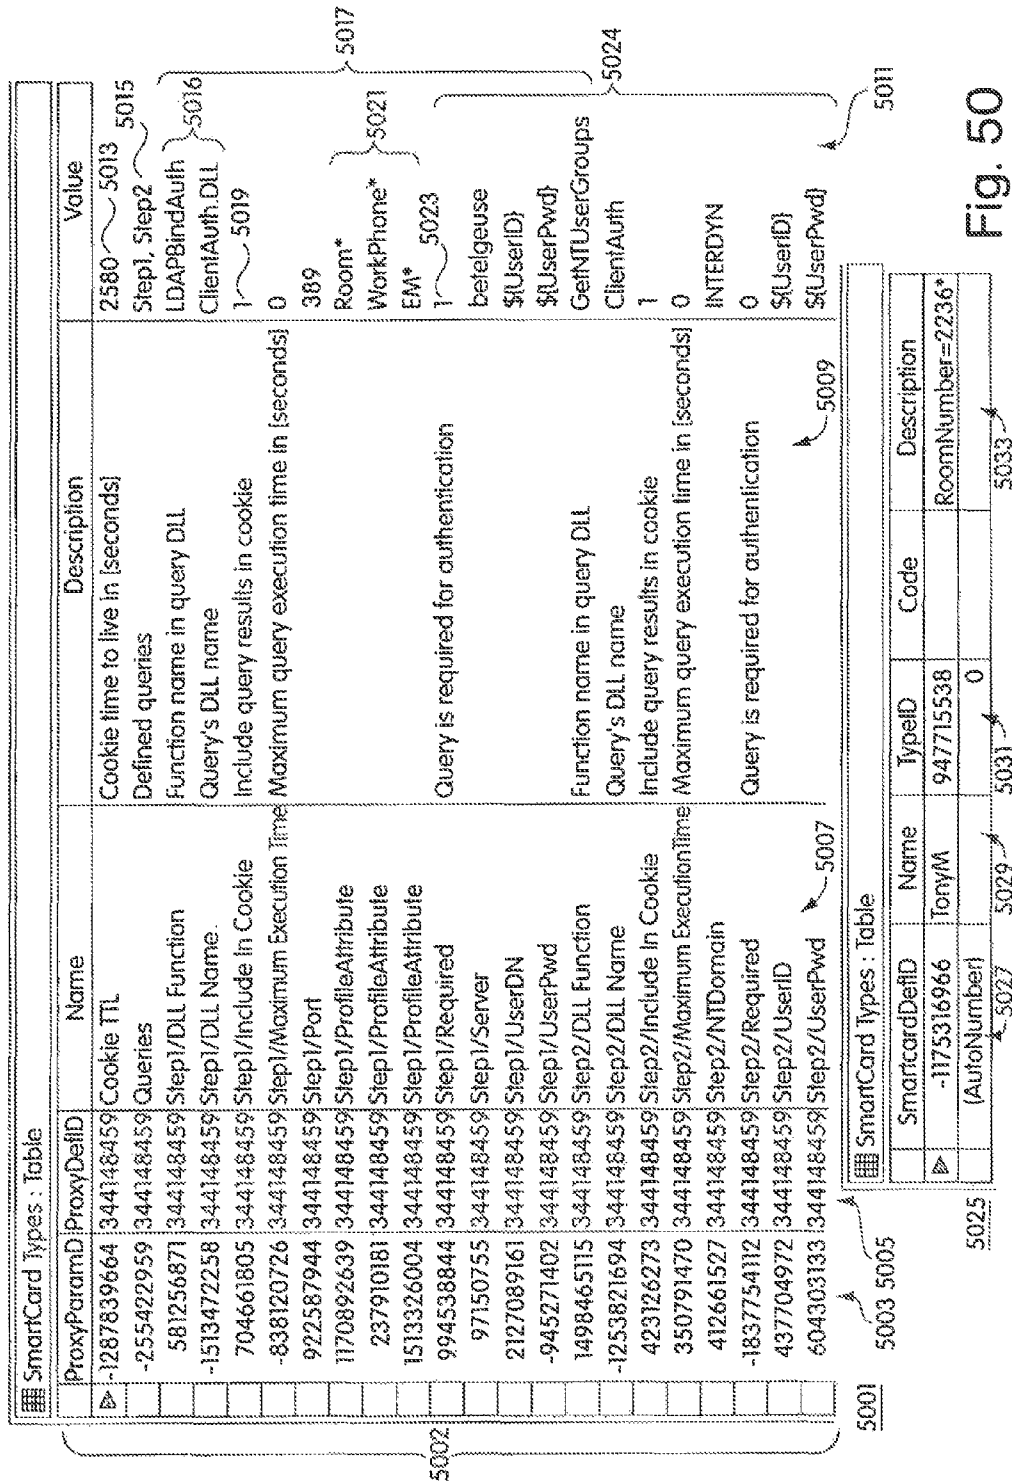 SmartCard Types : Table
ProxyParamD ProxyDefID Name Description Value
-1287839664 344148459 Cookie TTL Cookie time to live in [seconds] 2580 5013
-255422959 344148459 Queries Defined queries Step1, Step2 5015
581256871 344148459 Step1/DLL Function Function name in query DLL LDAPBindAuth 5016 5017
-1513472258 344148459 Step1/DLL Name. Query's DLL name ClientAuth.DLL
704661805 344148459 Step1/Include In Cookie Include query results in cookie 1 5019
-838120726 344148459 Step1/Maximum Execution Time Maximum query execution time in [seconds] 0
922587944 344148459 Step1/Port 389
1170892639 344148459 Step1/ProfileAttribute Room*
237910181 344148459 Step1/ProfileAttribute WorkPhone* 5021
1513326004 344148459 Step1/ProfileAttribute EM*
994538844 344148459 Step1/Required Query is required for authentication 1 5023
97150755 344148459 Step1/Server betelgeuse
2127089161 344148459 Step1/UserDN ${UserID}
-945271402 344148459 Step1/UserPwd ${UserPwd}
1498465115 344148459 Step2/DLL Function Function name in query DLL GetNTUserGroups 5024
-1253821694 344148459 Step2/DLL Name Query's DLL name ClientAuth
423126273 344148459 Step2/Include In Cookie Include query results in cookie 1
350791470 344148459 Step2/Maximum ExecutionTime Maximum query execution time in [seconds] 0
412661527 344148459 Step2/NTDomain INTERDYN
-1837754112 344148459 Step2/Required Query is required for authentication 0
437704972 344148459 Step2/UserID ${UserID}
604303133 344148459 Step2/UserPwd ${UserPwd}
5002
5001
5003 5005 5007 5009 5011
SmartCard Types : Table
SmartcardDefID Name TypeID Code Description
-1175316966 TonyM 947715538 RoomNumber=2236*
(AutoNumber) 0
5025 5027 5029 5031 5033
Fig. 50